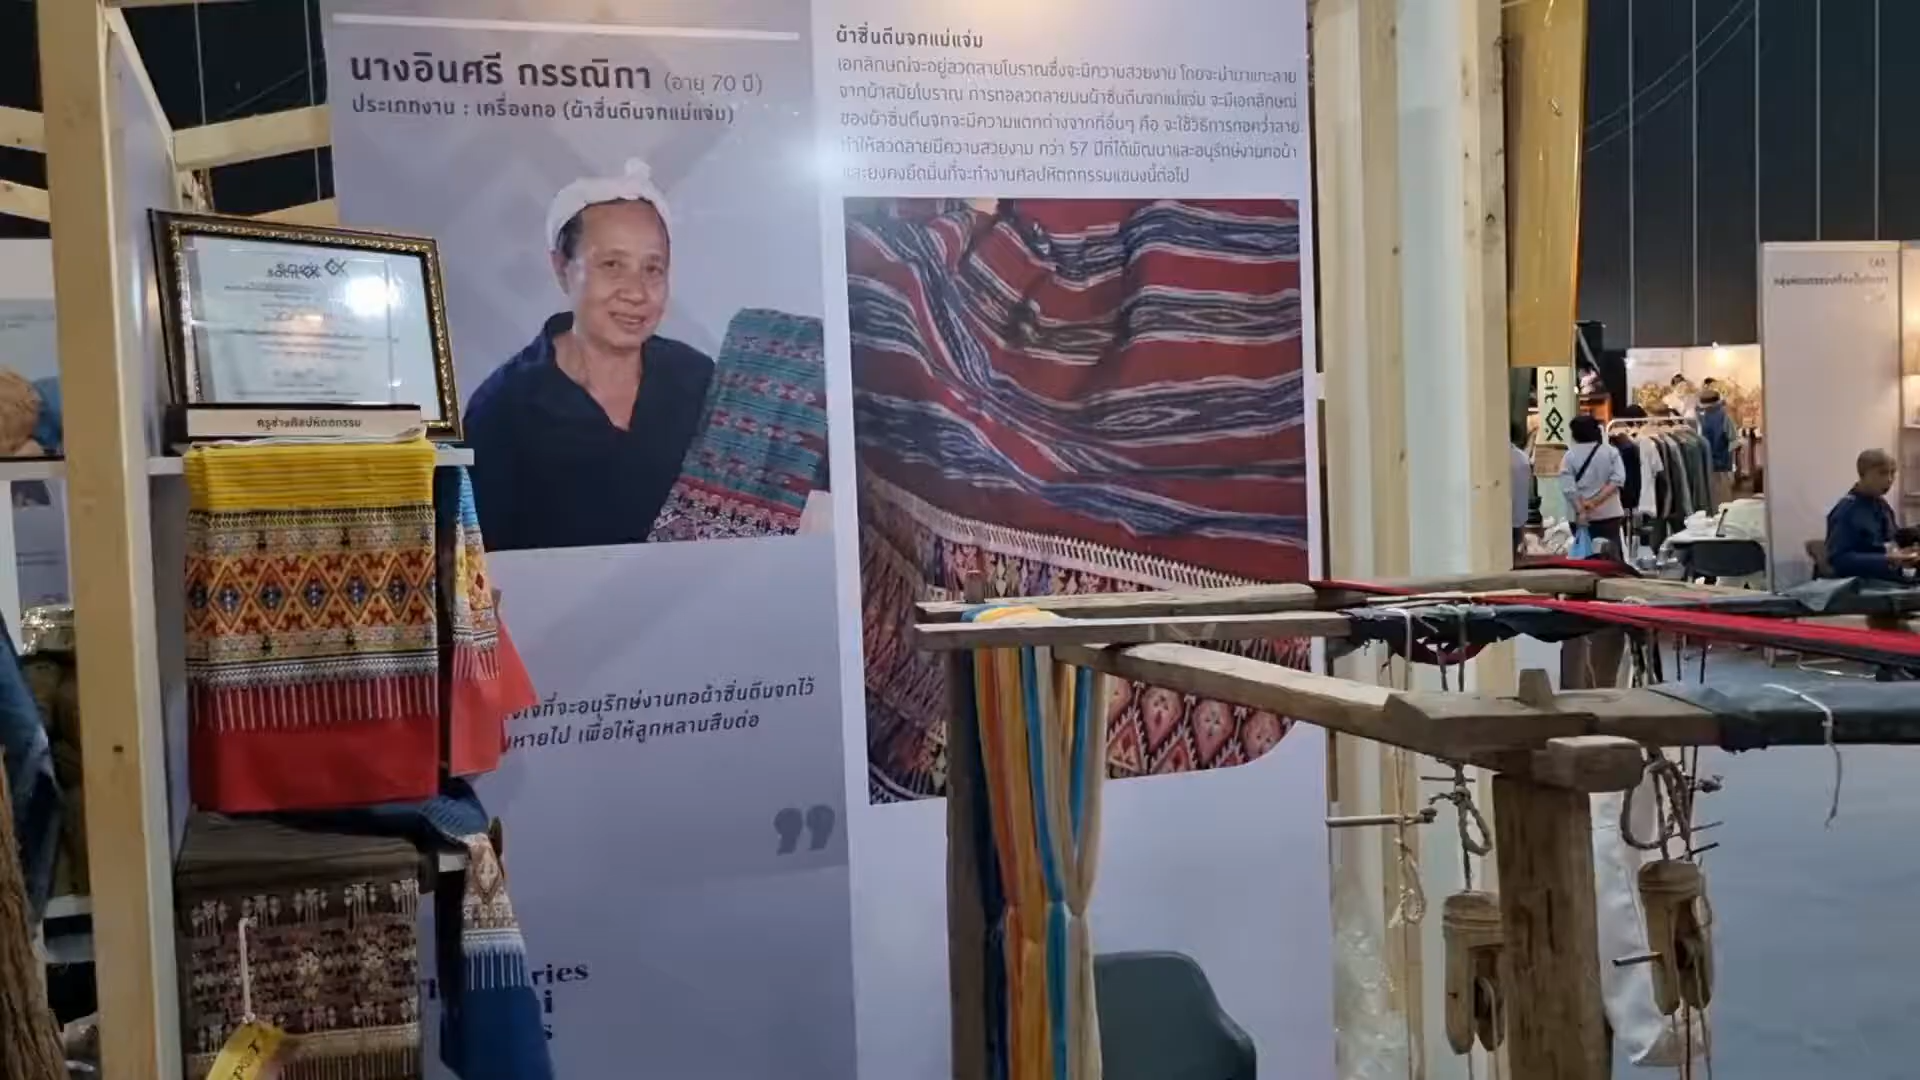 นางอินศรี กรรณิกา (อายุ 70 ปี)
ประเภทงาน : เครื่องทอ (ผ้าซิ่นตีนจกแม่แจ่ม)
ผ้าซิ่นตีนจกแม่แจ่ม
เอกลักษณ์จะอยู่ลวดลายโบราณซึ่งจะมีความสวยงาม โดยจะนำมาแกะลาย
จากผ้าสมัยโบราณ การทอลวดลายบนผ้าซิ่นตีนจกแม่แจ่ม จะมีเอกลักษณ์
ของผ้าซิ่นตีนจกจะมีความแตกต่างจากที่อื่นๆ คือ จะใช้วิธีการทอคว่ำลาย
ทำให้ลวดลายมีความสวยงาม กว่า 57 ปีที่ได้พัฒนาและอนุรักษ์งานทอผ้า
และยังคงยึดมั่นที่จะทำงานศิลปหัตถกรรมแขนงนี้ต่อไป
sacit
ครูช่างศิลปหัตถกรรม
ที่จะอนุรักษ์งานทอผ้าซิ่นตีนจกไว้
หายไป เพื่อให้ลูกหลานสืบต่อ
”
ries
cit